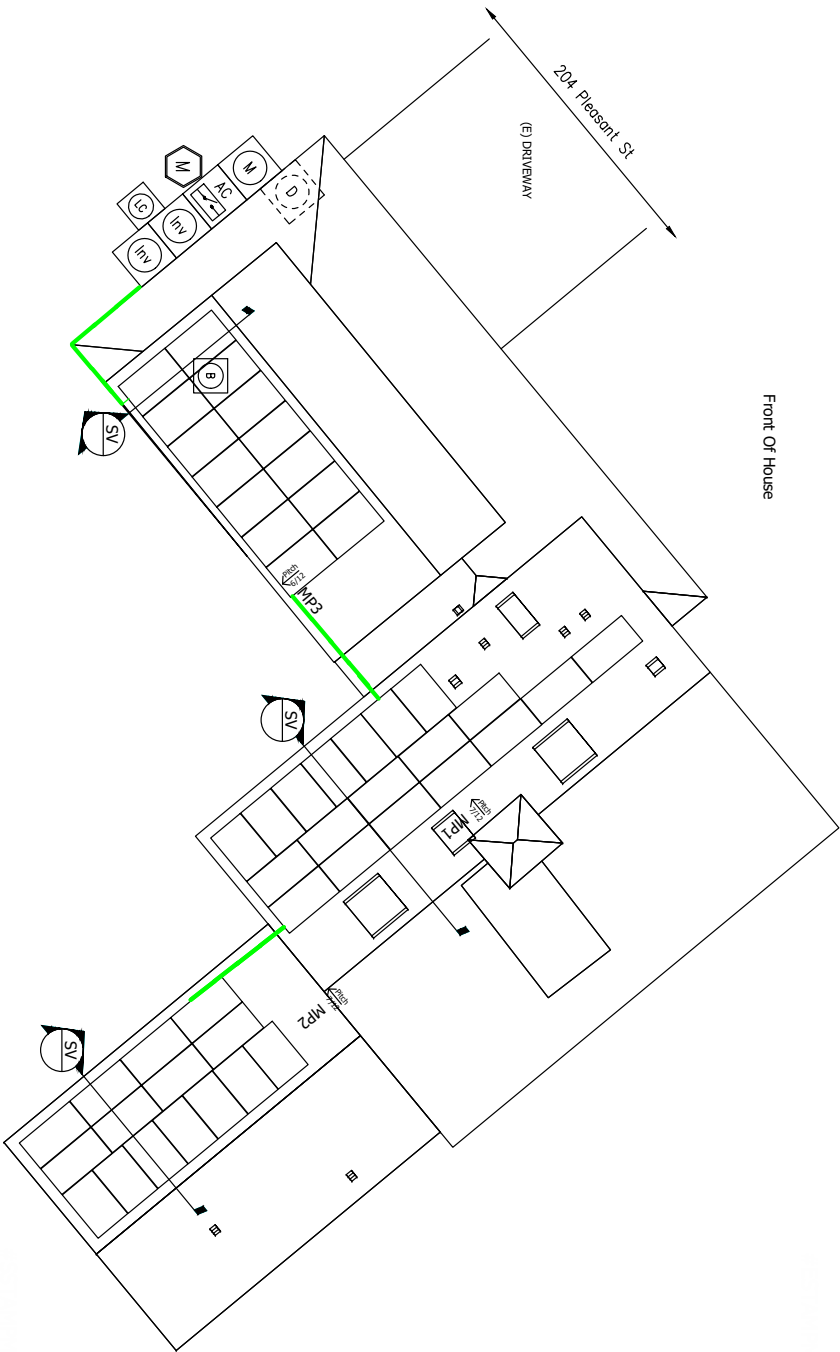 204 Pleasant St
(E) DRIVEWAY
Front Of House
M
M
D
AC
LC
Inv
Inv
B
SV
Pitch
6/12
MP3
SV
Pitch
7/12
MP1
Pitch
MP2
SV